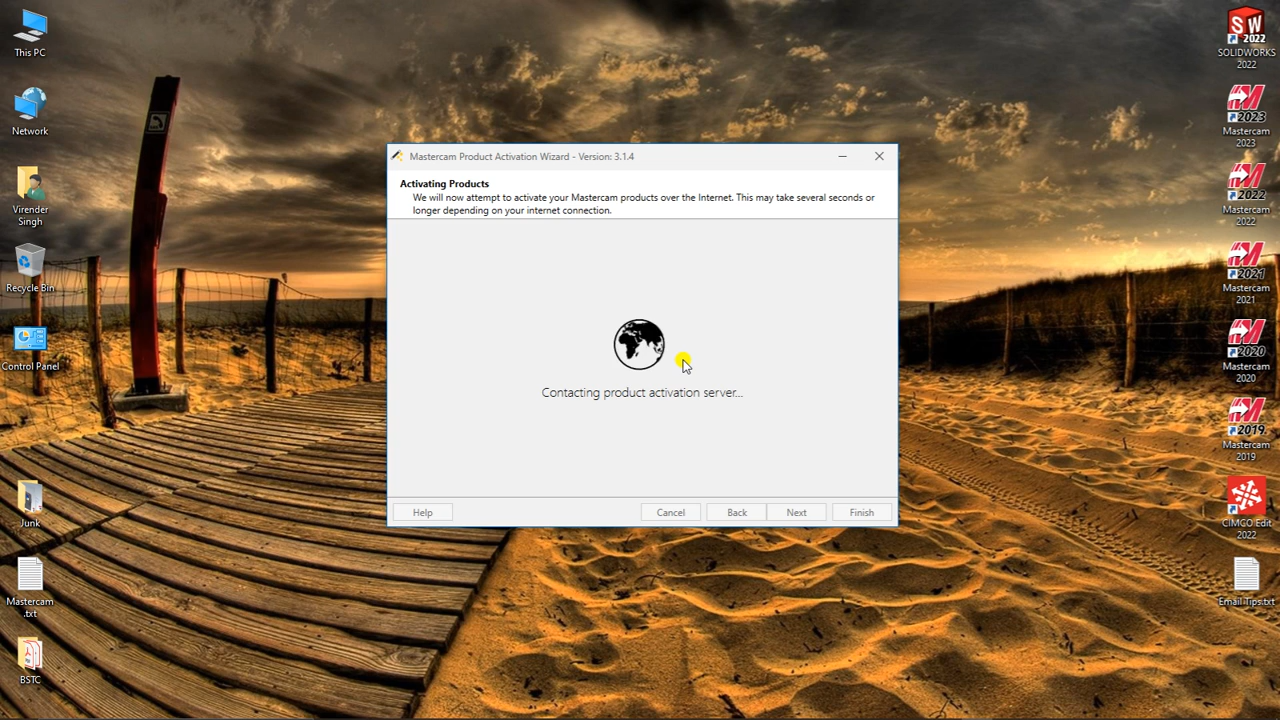 This PC
Network
Virender
Singh
Recycle Bin
Control Panel
Junk
Mastercam
.txt
BSTC
Mastercam Product Activation Wizard - Version: 3.1.4
Activating Products
We will now attempt to activate your Mastercam products over the Internet. This may take several seconds or
longer depending on your internet connection.
Contacting product activation server...
Help
Cancel
Back
Next
Finish
SW
2022
SOLIDWORKS
2022
2023
Mastercam
2023
2022
Mastercam
2022
2021
Mastercam
2021
2020
Mastercam
2020
2019
Mastercam
2019
CIMCO Edit
2022
Email Tips.txt